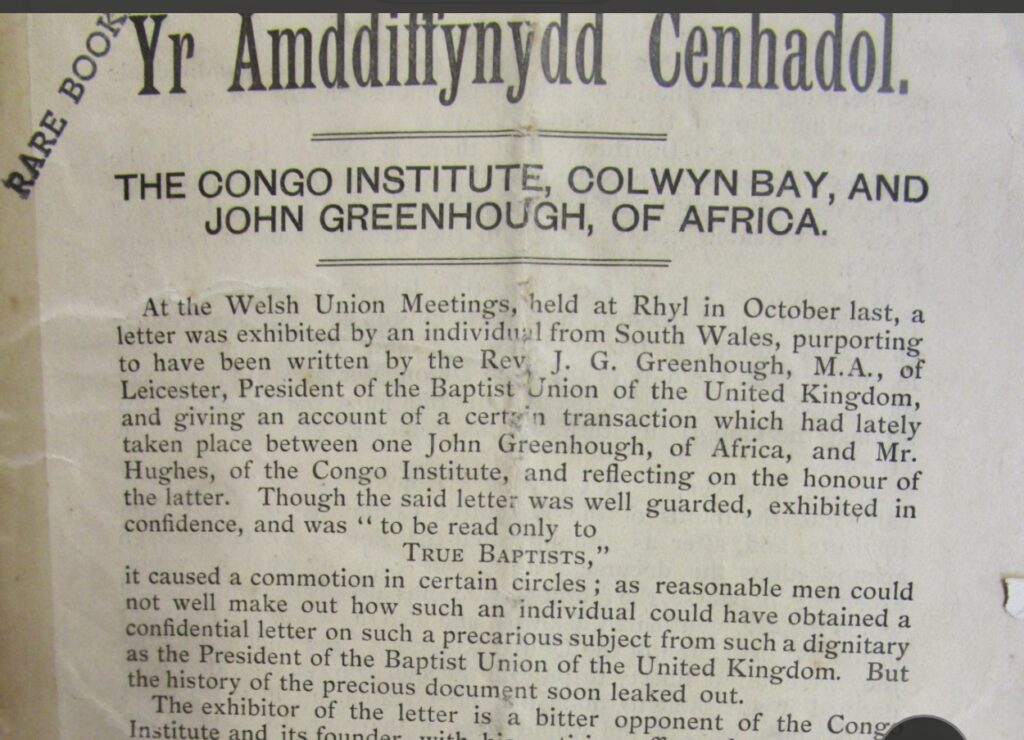 RARE BOOK
Yr Amddiffynydd Cenhadol.
THE CONGO INSTITUTE, COLWYN BAY, AND
JOHN GREENHOUGH, OF AFRICA.
At the Welsh Union Meetings, held at Rhyl in October last, a
letter was exhibited by an individual from South Wales, purporting
to have been written by the Rev. J. G. Greenhough, M.A., of
Leicester, President of the Baptist Union of the United Kingdom,
and giving an account of a certain transaction which had lately
taken place between one John Greenhough, of Africa, and Mr.
Hughes, of the Congo Institute, and reflecting on the honour of
the latter. Though the said letter was well guarded, exhibited in
confidence, and was “ to be read only to
TRUE BAPTISTS,”
it caused a commotion in certain circles ; as reasonable men could
not well make out how such an individual could have obtained a
confidential letter on such a precarious subject from such a dignitary
as the President of the Baptist Union of the United Kingdom. But
the history of the precious document soon leaked out.
The exhibitor of the letter is a bitter opponent of the Congo
Institute and its founder, with